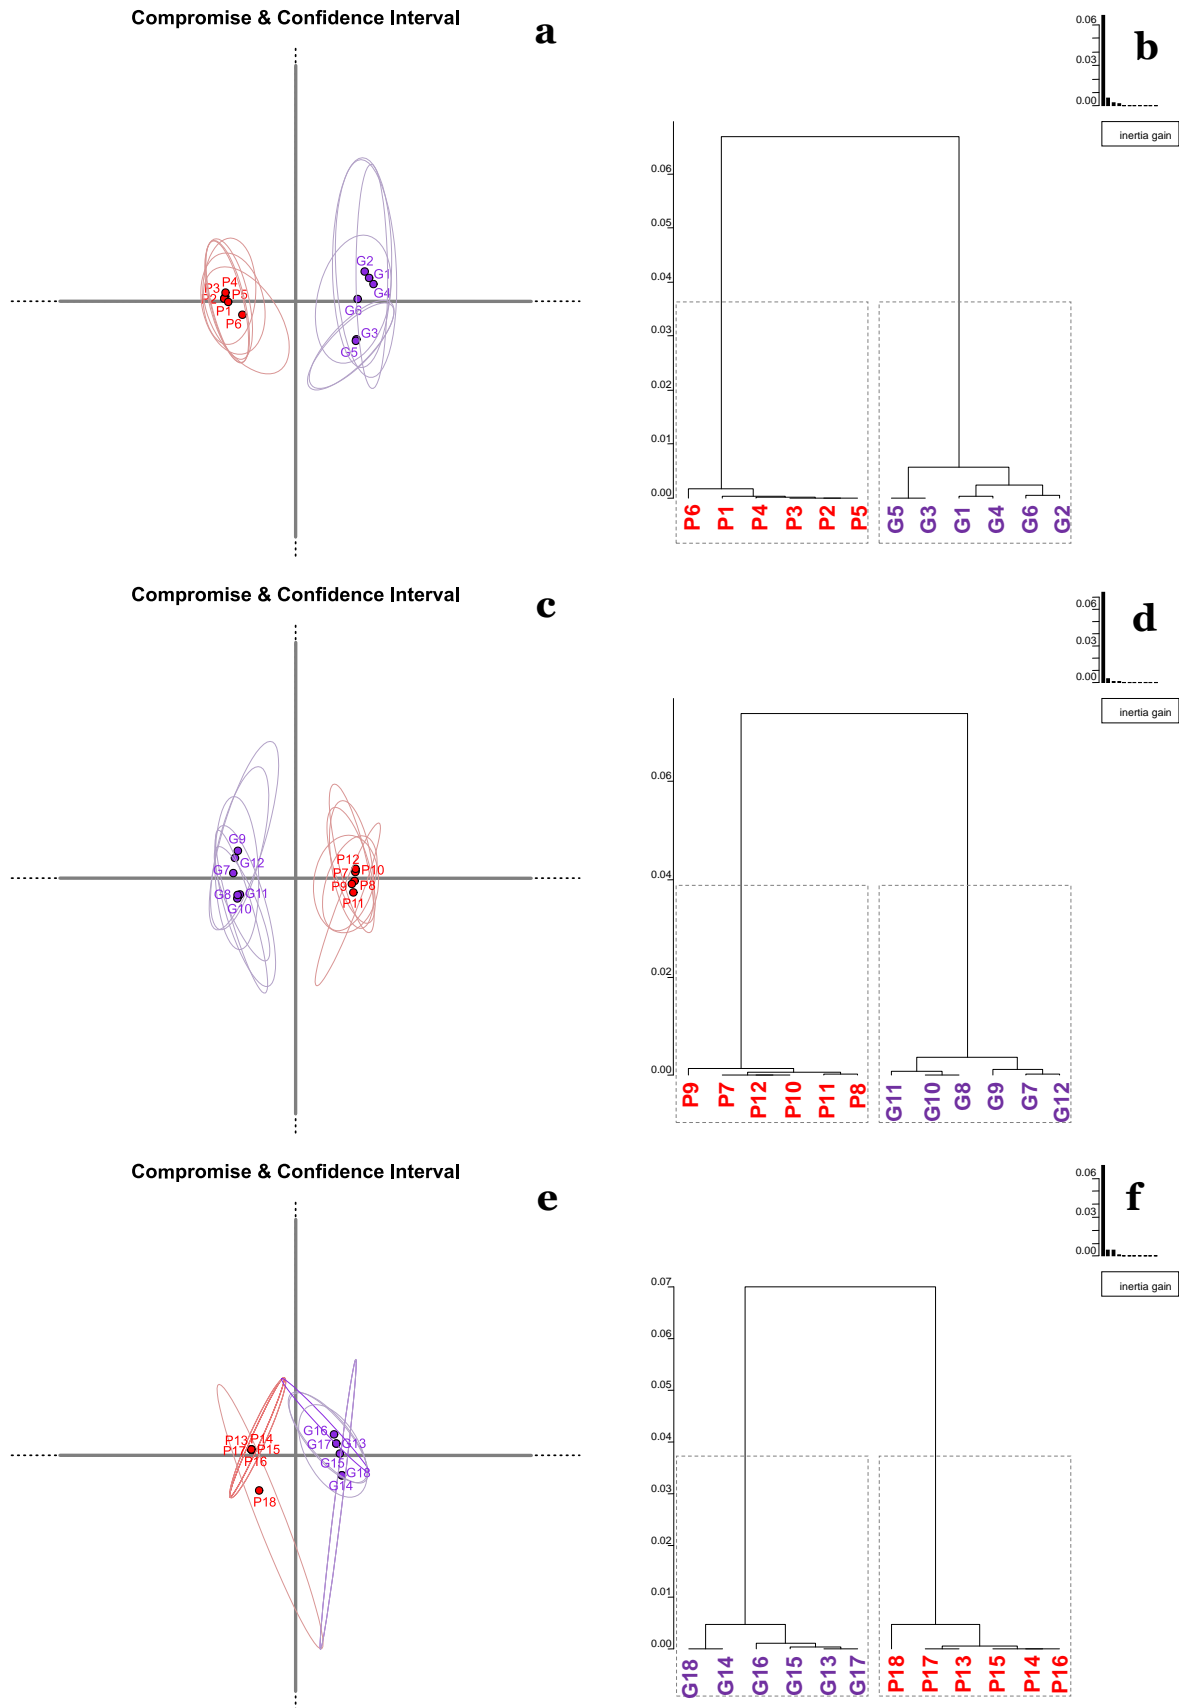 Compromise & Confidence Interval
a
G2
G1
G4
G6
G3
G5
P4
P3
P5
P2
P1
P6
0.06
0.03
0.00
b
inertia gain
0.06
0.05
0.04
0.03
0.02
0.01
0.00
P6 P1 P4 P3 P2 P5 G5 G3 G1 G4 G6 G2
Compromise & Confidence Interval
c
G9
G12
G7
G8 G11
G10
P12
P7 P10
P9 P8
P11
0.06
0.03
0.00
d
inertia gain
0.06
0.04
0.02
0.00
P9 P7 P12 P10 P11 P8 G11 G10 G8 G9 G7 G12
Compromise & Confidence Interval
e
P13 P14
P17 P15
P16
P18
G16
G17 G13
G15
G18
G14
0.06
0.03
0.00
f
inertia gain
0.07
0.06
0.05
0.04
0.03
0.02
0.01
0.00
G18 G14 G16 G15 G13 G17 P18 P17 P13 P15 P14 P16